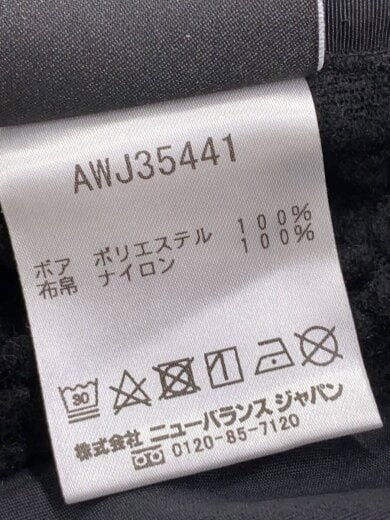 AWJ35441
ボア ポリエステル 100%
布帛 ナイロン 100%
30
株式会社 ニューバランス ジャパン
0120-85-7120